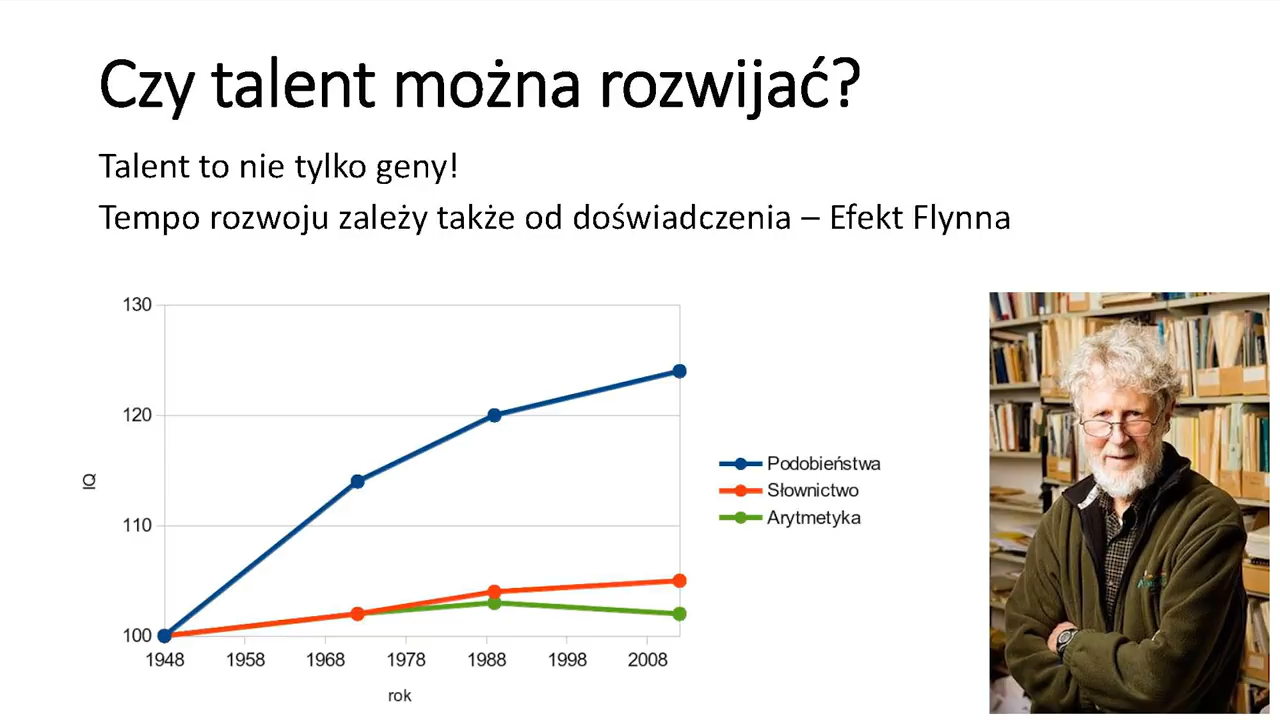 Czy talent można rozwijać?
Talent to nie tylko geny!
Tempo rozwoju zależy także od doświadczenia – Efekt Flynna
130
120
110
100
IQ
1948 1958 1968 1978 1988 1998 2008
rok
Podobieństwa
Słownictwo
Arytmetyka